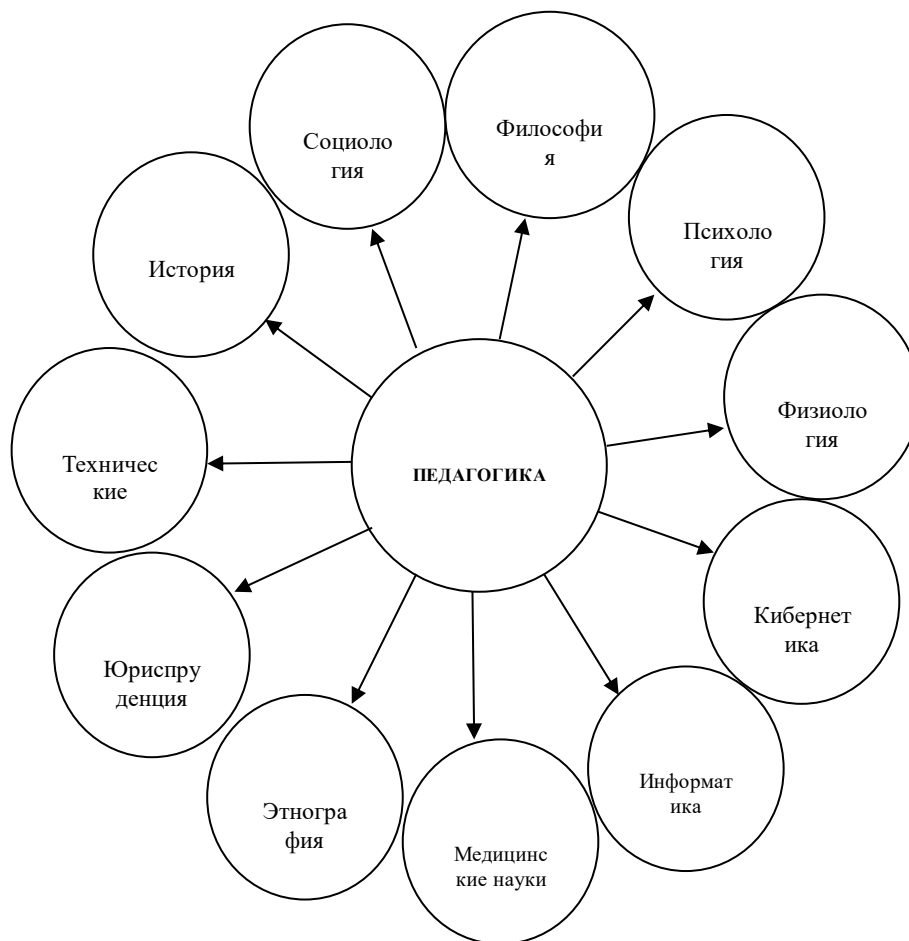 Философи
я
Социоло
гия
Психоло
гия
История
Физиоло
гия
Техничес
кие
ПЕДАГОГИКА
Кибернет
ика
Юриспру
денция
Информат
ика
Этногра
фия
Медицинс
кие науки